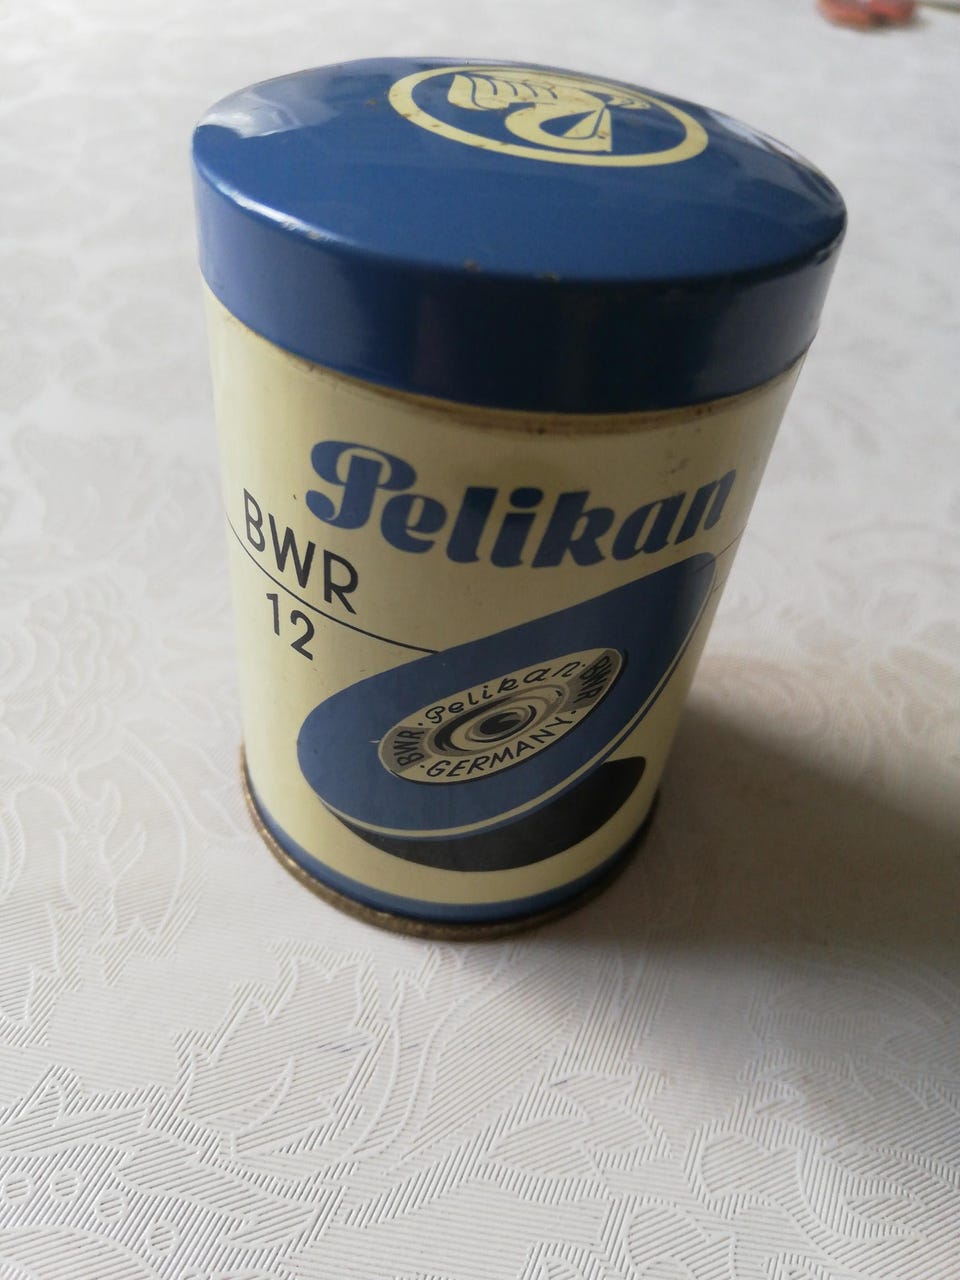 Pelikan
BWR
12
BWR · Pelikan · BWR
· GERMANY ·